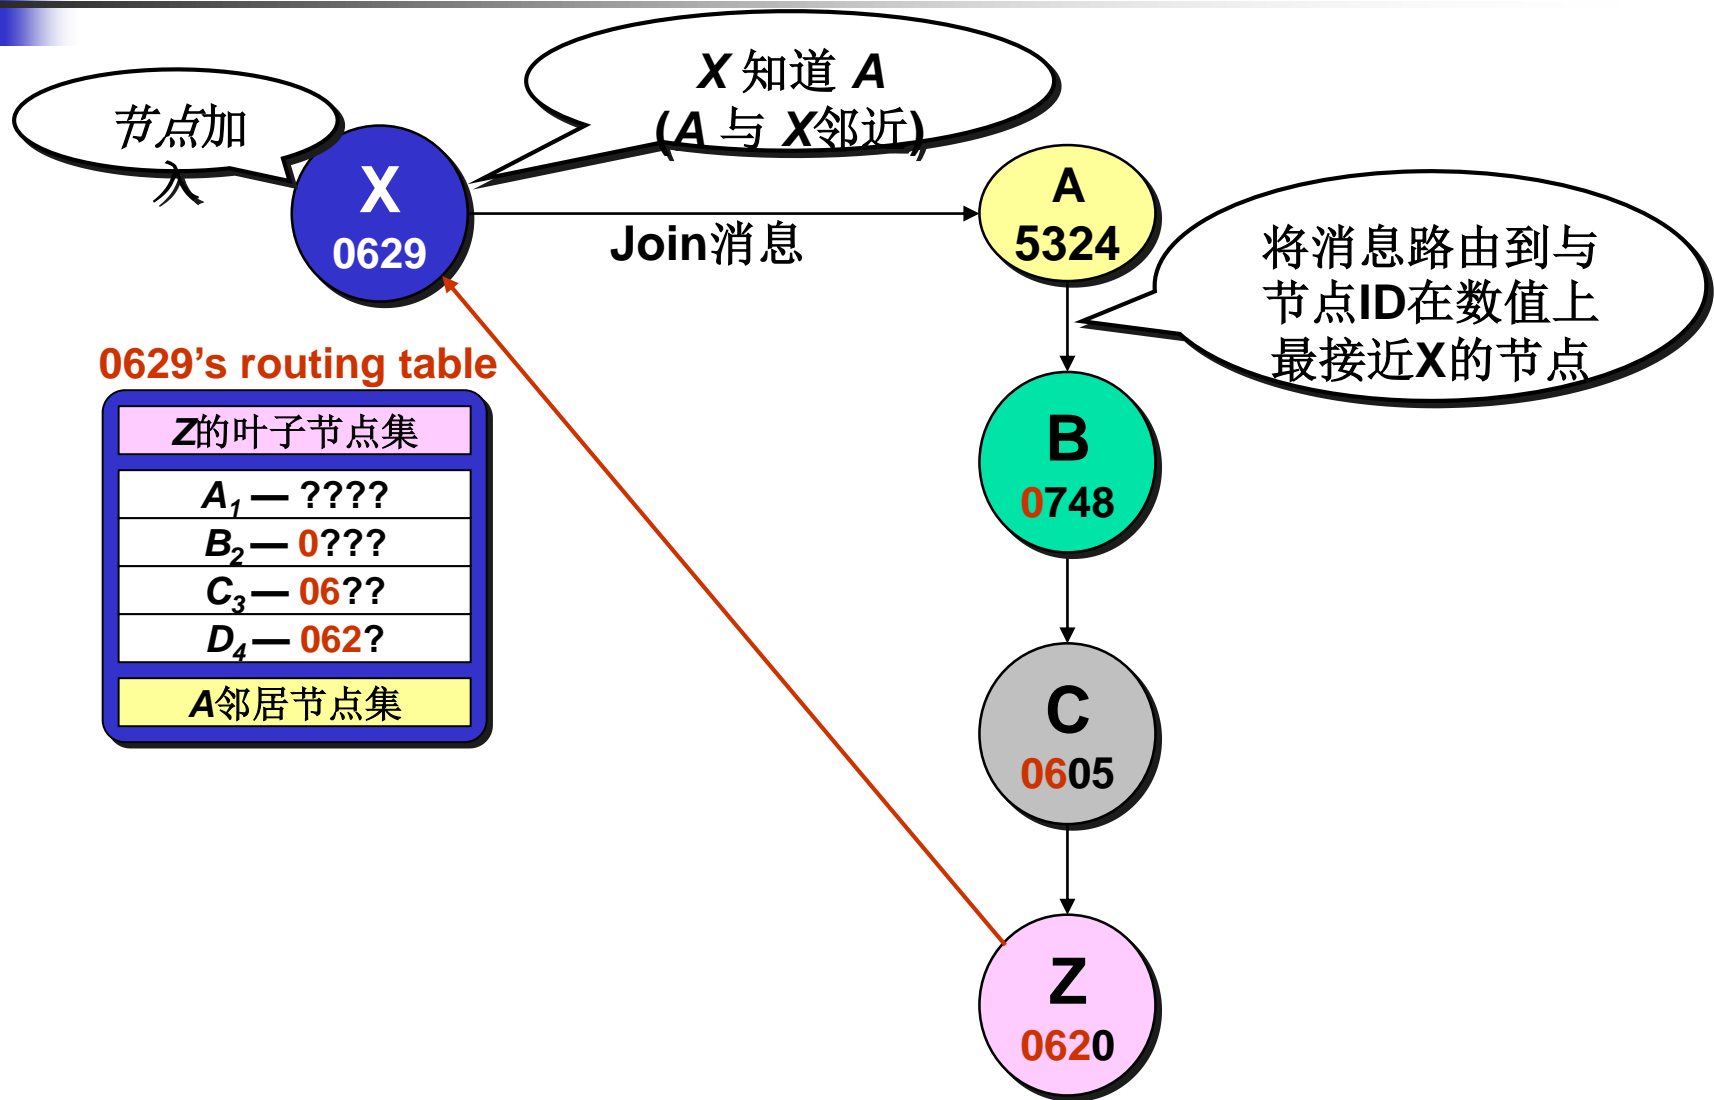 节点加
入
X 知道 A
(A 与 X邻近)
X
0629
Join消息
A
5324
将消息路由到与
节点ID在数值上
最接近X的节点
0629's routing table
Z的叶子节点集
A1 — ????
B2 — 0???
C3 — 06??
D4 — 062?
A邻居节点集
B
0748
C
0605
Z
0620